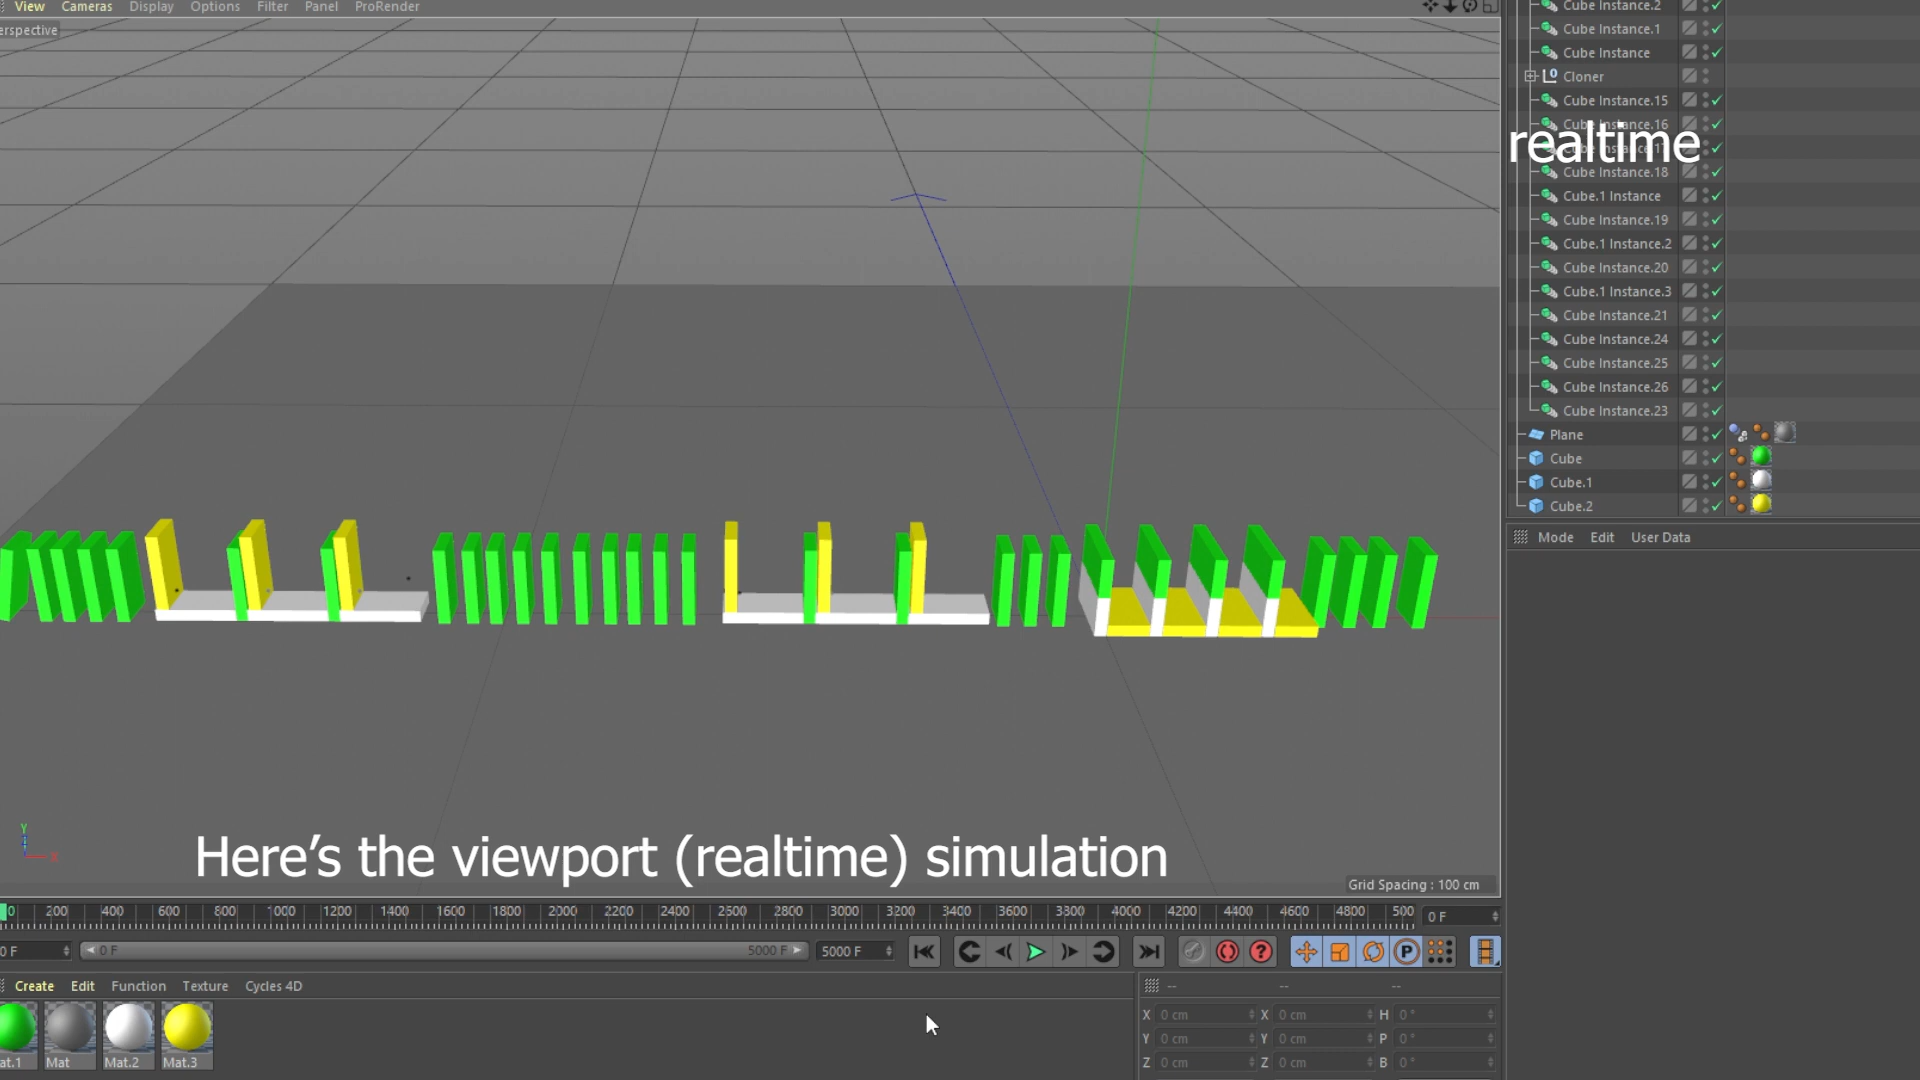 View Cameras Display Options Filter Panel ProRender
erspective
Cube Instance.2
Cube Instance.1
Cube Instance
Cloner
Cube Instance.15
Cube Instance.16
realtime
Cube Instance.18
Cube.1 Instance
Cube Instance.19
Cube.1 Instance.2
Cube Instance.20
Cube.1 Instance.3
Cube Instance.21
Cube Instance.24
Cube Instance.25
Cube Instance.26
Cube Instance.23
Plane
Cube
Cube.1
Cube.2
Mode Edit User Data
Y
X
Here’s the viewport (realtime) simulation
Grid Spacing : 100 cm
0 200 400 600 800 1000 1200 1400 1600 1800 2000 2200 2400 2500 2800 3000 3200 3400 3600 3800 4000 4200 4400 4600 4800 500
0 F
0 F 0 F 5000 F 5000 F
P
Create Edit Function Texture Cycles 4D
-- -- --
X 0 cm X 0 cm H 0 °
Y 0 cm Y 0 cm P 0 °
Z 0 cm Z 0 cm B 0 °
at.1 Mat Mat.2 Mat.3